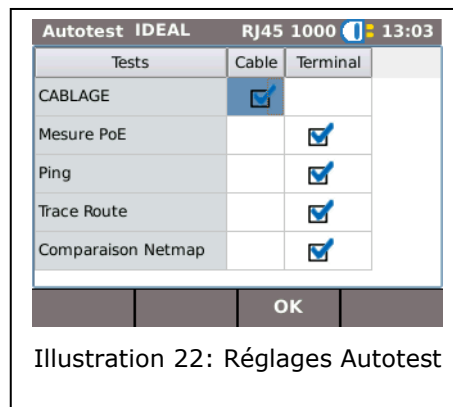 Autotest IDEAL RJ45 1000 13:03
Tests Cable Terminal
CABLAGE
Mesure PoE
Ping
Trace Route
Comparaison Netmap
OK
Illustration 22: Réglages Autotest